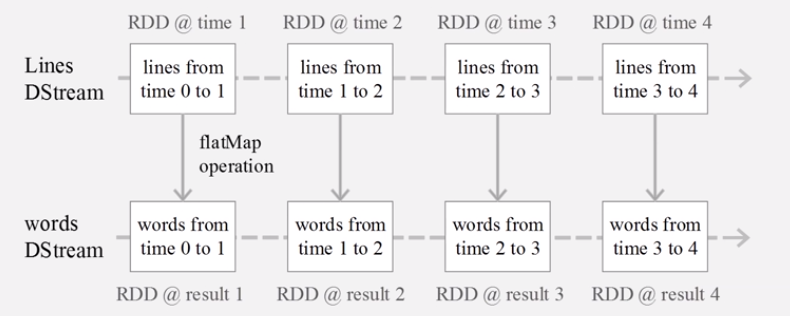 RDD @ time 1
RDD @ time 2
RDD @ time 3
RDD @ time 4
Lines
DStream
lines from
time 0 to 1
lines from
time 1 to 2
lines from
time 2 to 3
lines from
time 3 to 4
flatMap
operation
words
DStream
words from
time 0 to 1
words from
time 1 to 2
words from
time 2 to 3
words from
time 3 to 4
RDD @ result 1
RDD @ result 2
RDD @ result 3
RDD @ result 4